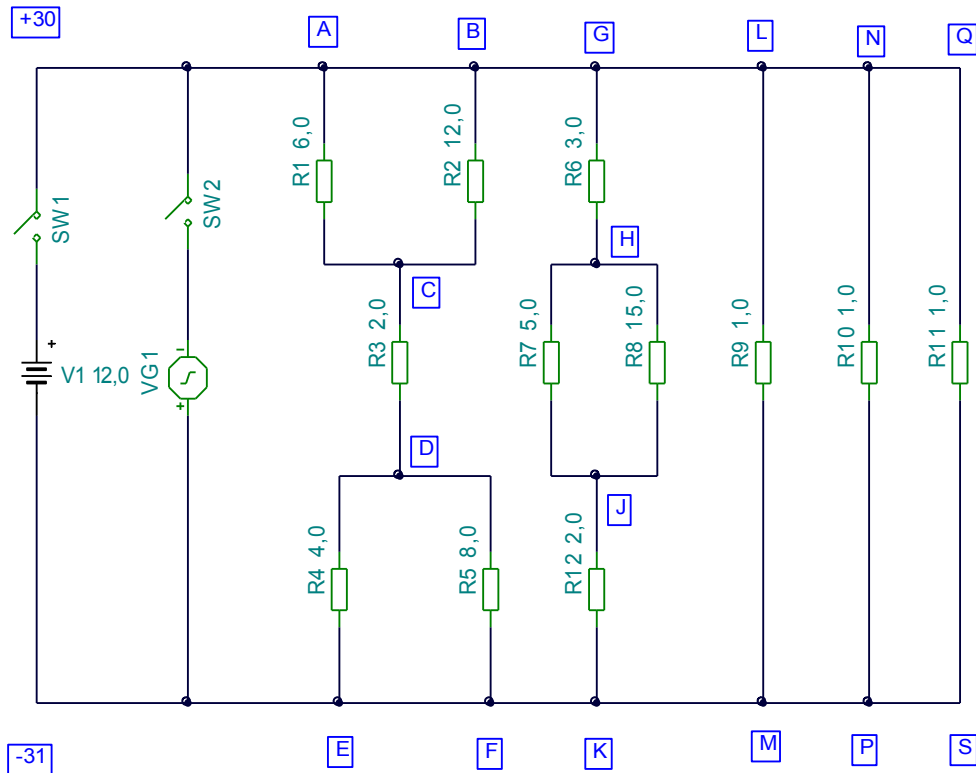 +30
A
B
G
L
N
Q
R1 6,0
R2 12,0
R6 3,0
SW1
SW2
H
C
R3 2,0
R7 5,0
R8 15,0
R9 1,0
R10 1,0
R11 1,0
+
V1 12,0
VG1
−
+
D
J
R4 4,0
R5 8,0
R12 2,0
-31
E
F
K
M
P
S